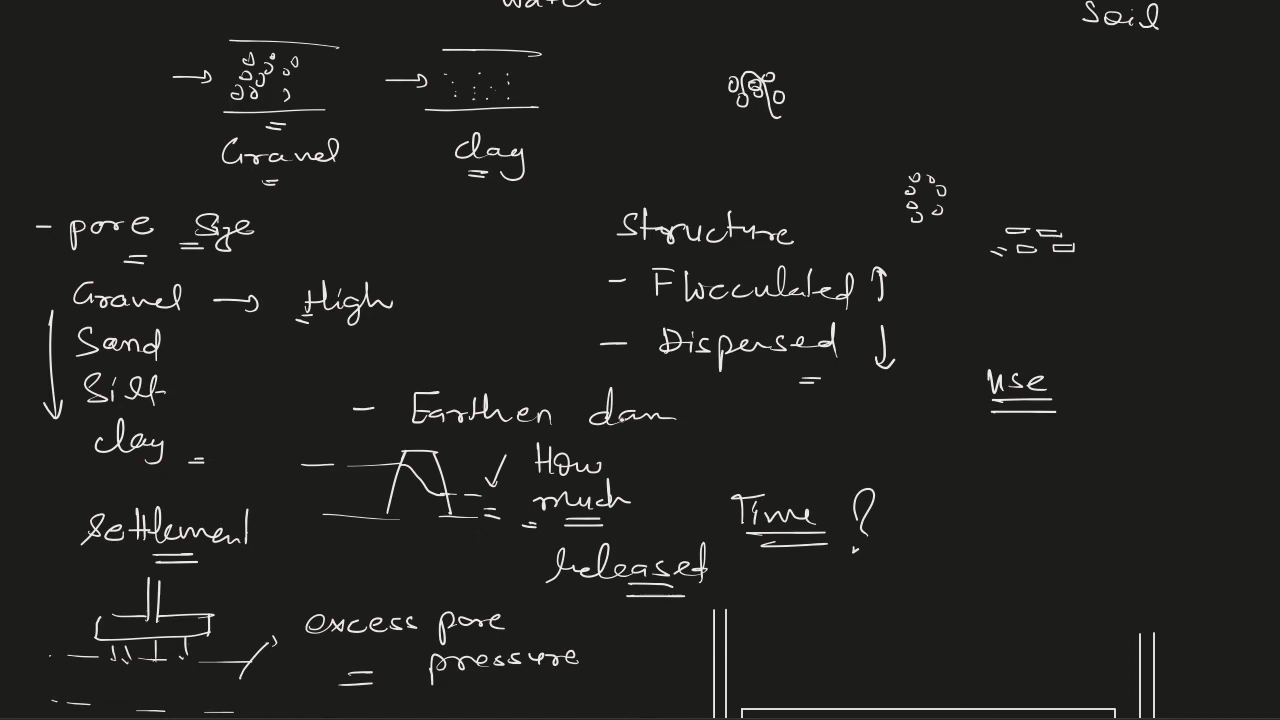 Soil
Gravel
clay
- pore size
Gravel → High
Sand
Silt
clay
Structure
- Flocculated ↑
- Dispersed ↓
use
- Earthen dam
How
much
released
Time ?
settlement
excess pore
pressure